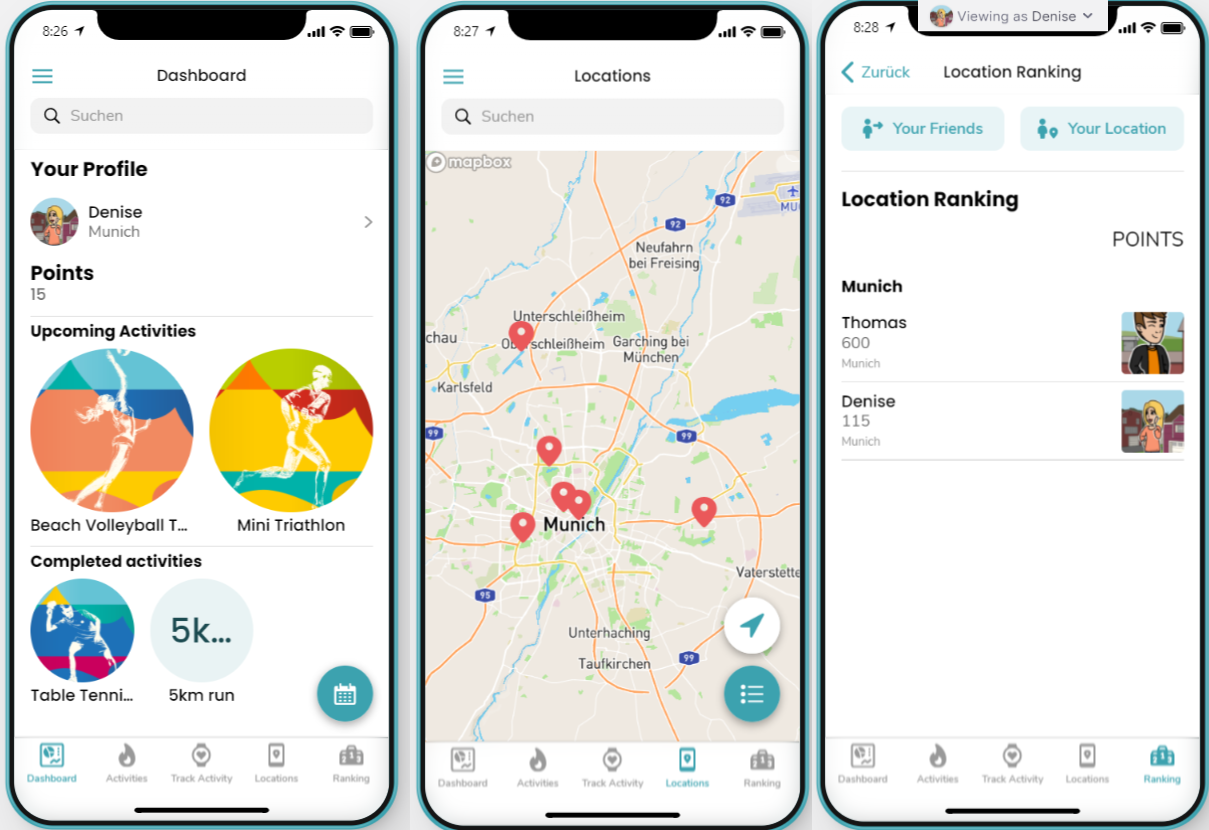 8:26
Dashboard
Suchen
Your Profile
Denise
Munich
Points
15
Upcoming Activities
Beach Volleyball T...
Mini Triathlon
Completed activities
5k...
Table Tenni...
5km run
Dashboard
Activities
Track Activity
Locations
Ranking
8:27
Locations
Suchen
mapbox
92
MU
92
Neufahrn
bei Freising
Unterschleißheim
chau
Ob schleißheim
Garching bei
München
Karlsfeld
99
99
Munich
Vaterstette
95
Unterhaching
99
Taufkirchen
Dashboard
Activities
Track Activity
Locations
Ranking
Viewing as Denise
8:28
Zurück
Location Ranking
Your Friends
Your Location
Location Ranking
POINTS
Munich
Thomas
600
Munich
Denise
115
Munich
Dashboard
Activities
Track Activity
Locations
Ranking